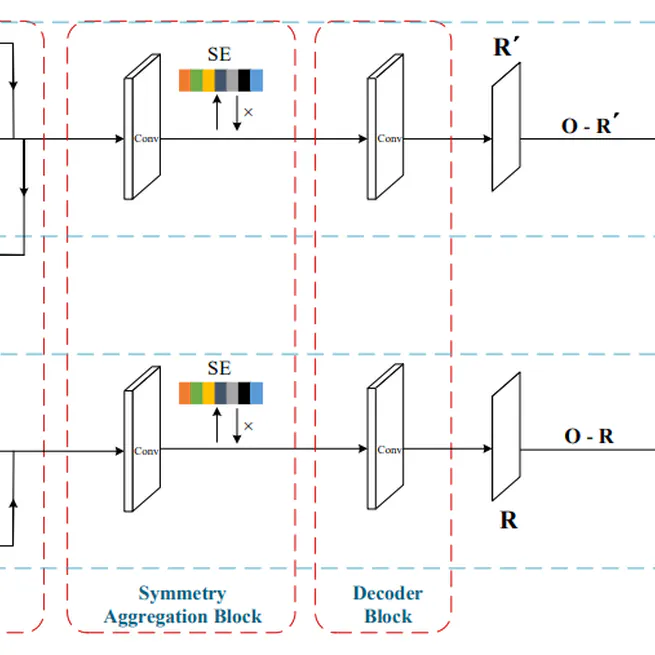 SE
R′
Conv
×
Conv
O - R′
SE
Conv
×
Conv
O - R
R
Symmetry
Aggregation Block
Decoder
Block